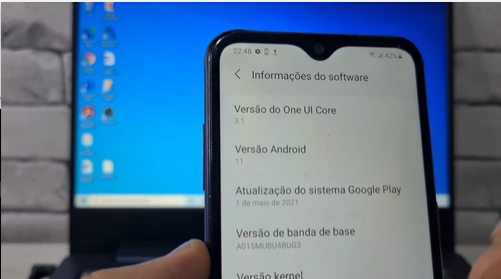 22:48
42%
Informações do software
Versão do One UI Core
3.1
Versão Android
11
Atualização do sistema Google Play
1 de maio de 2021
Versão de banda de base
A015MUBU4BUG3
Versão kernel